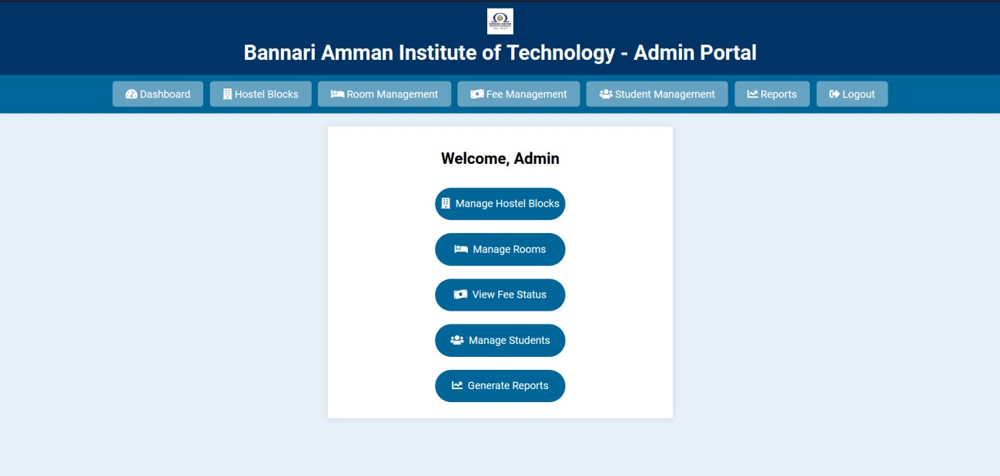 Bannari Amman Institute of Technology - Admin Portal
Dashboard Hostel Blocks Room Management Fee Management Student Management Reports Logout
Welcome, Admin
Manage Hostel Blocks
Manage Rooms
View Fee Status
Manage Students
Generate Reports